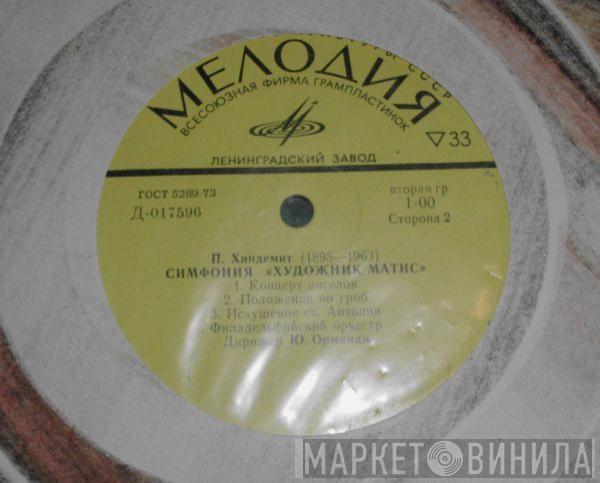 СССР
МЕЛОДИЯ
ВСЕСОЮЗНАЯ ФИРМА ГРАМПЛАСТИНОК
▽33
ЛЕНИНГРАДСКИЙ ЗАВОД
ГОСТ 5289-73
Д-017596
вторая гр
1-00
Сторона 2
П. Хиндемит (1895—1963)
СИМФОНИЯ «ХУДОЖНИК МАТИС»
1. Концерт ангелов
2. Положение во гроб
3. Искушение св. Антония
Филадельфийский оркестр
Дирижер Ю. Орманди
МАРКЕТ ВИНИЛА